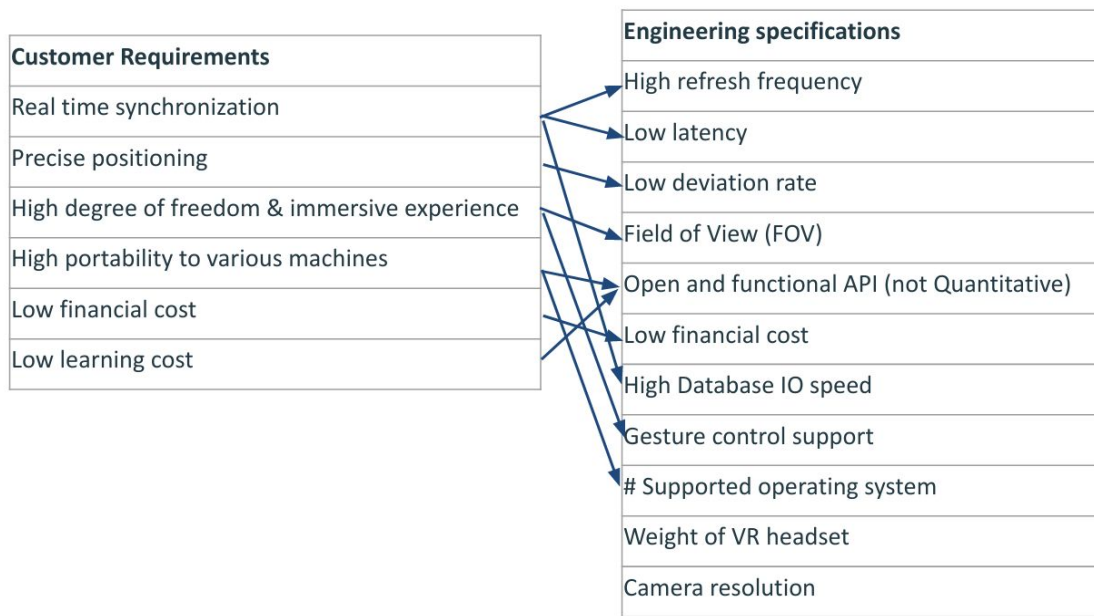 Customer Requirements
Real time synchronization
Precise positioning
High degree of freedom & immersive experience
High portability to various machines
Low financial cost
Low learning cost
Engineering specifications
High refresh frequency
Low latency
Low deviation rate
Field of View (FOV)
Open and functional API (not Quantitative)
Low financial cost
High Database IO speed
Gesture control support
# Supported operating system
Weight of VR headset
Camera resolution